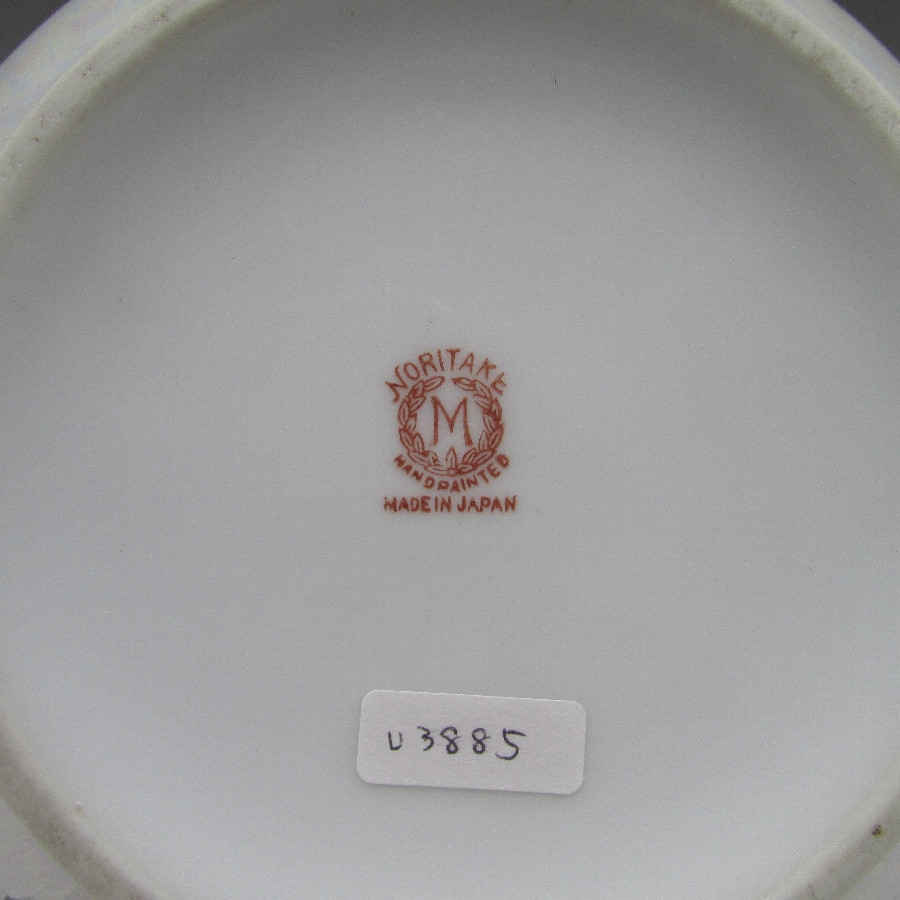 NORITAKE
M
HANDPAINTED
MADE IN JAPAN
U3885